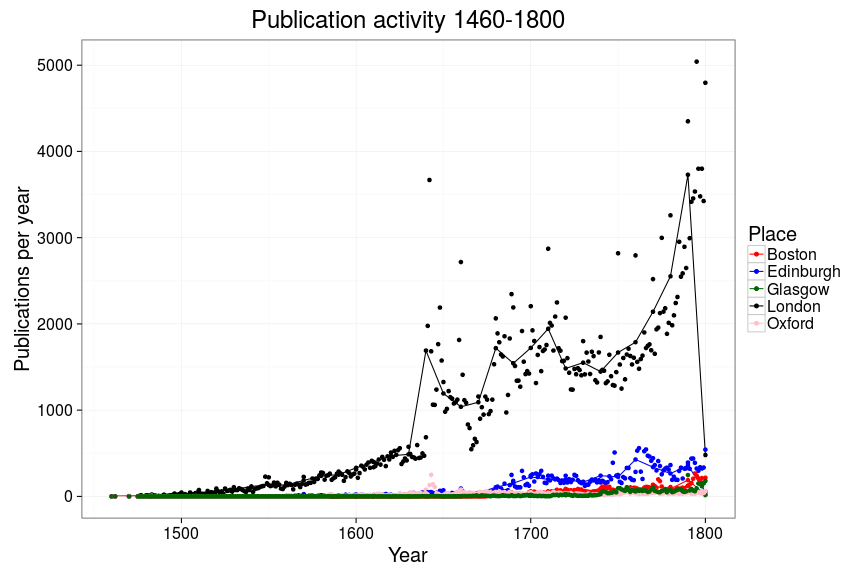 Publication activity 1460-1800
Publications per year
5000
4000
3000
2000
1000
0
1500
1600
1700
1800
Year
Place
Boston
Edinburgh
Glasgow
London
Oxford